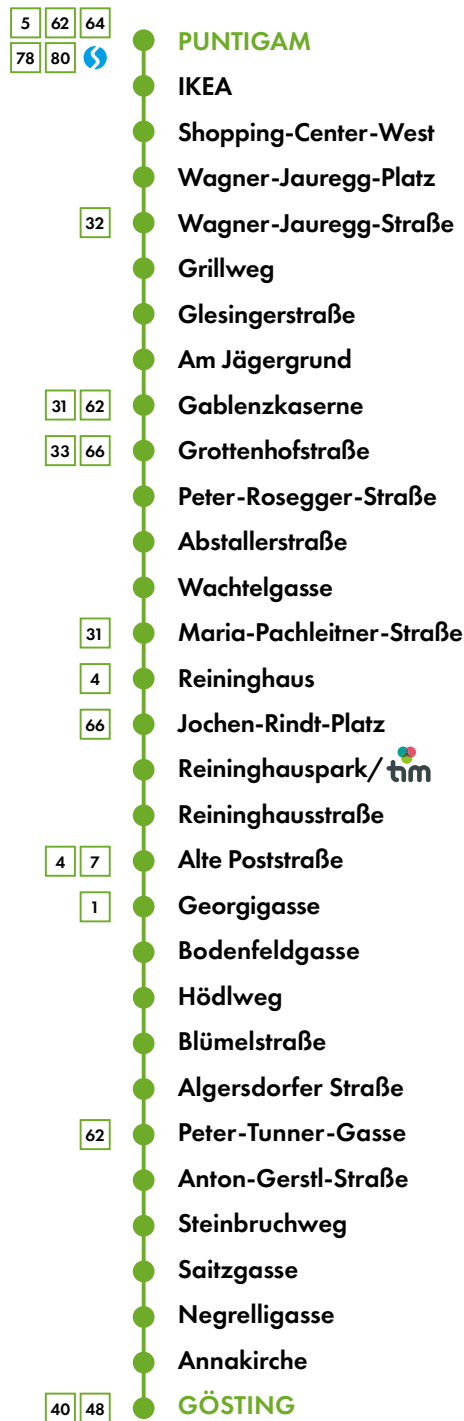 5 62 64
78 80 S
PUNTIGAM
IKEA
Shopping-Center-West
Wagner-Jauregg-Platz
32 Wagner-Jauregg-Straße
Grillweg
Glesingerstraße
Am Jägergrund
31 62 Gablenzkaserne
33 66 Grottenhofstraße
Peter-Rosegger-Straße
Abstallerstraße
Wachtelgasse
31 Maria-Pachleitner-Straße
4 Reininghaus
66 Jochen-Rindt-Platz
Reininghauspark/ tim
Reininghausstraße
4 7 Alte Poststraße
1 Georgigasse
Bodenfeldgasse
Hödlweg
Blümelstraße
Algersdorfer Straße
62 Peter-Tunner-Gasse
Anton-Gerstl-Straße
Steinbruchweg
Saitzgasse
Negrelligasse
Annakirche
40 48 GÖSTING